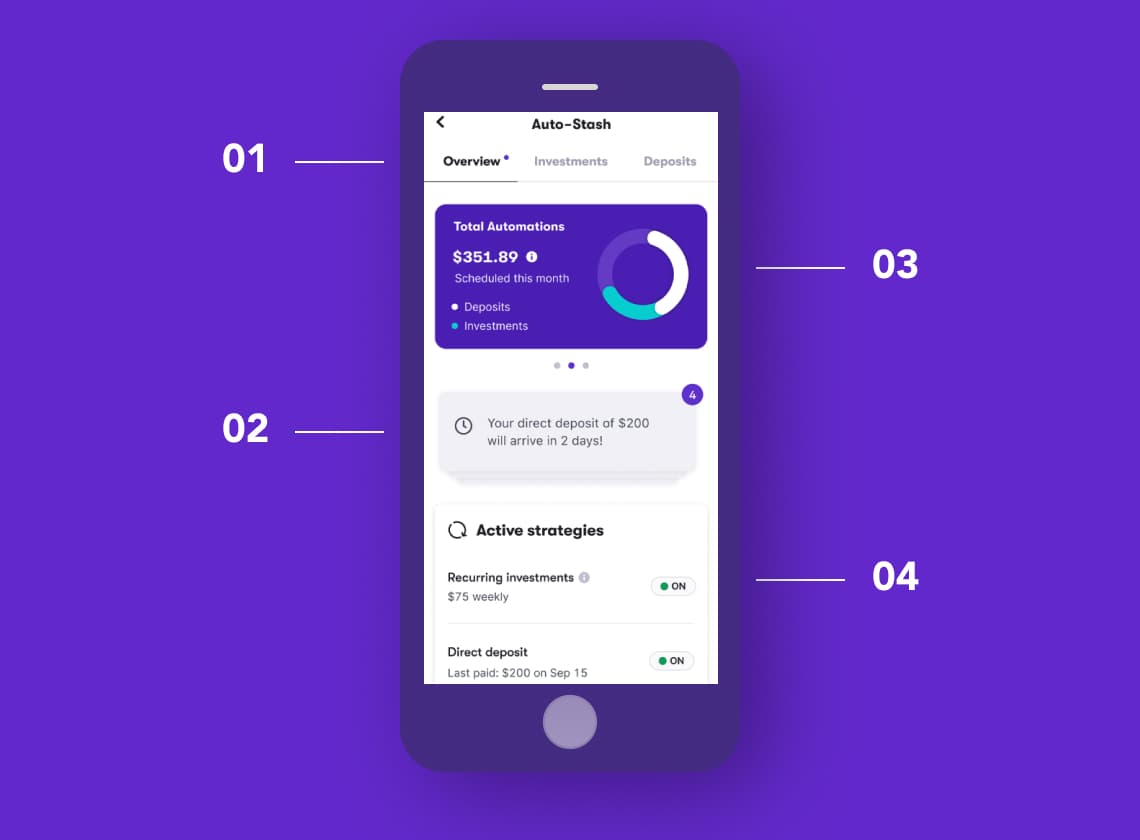 Auto-Stash
01
Overview Investments Deposits
Total Automations
$351.89
Scheduled this month
Deposits
Investments
03
4
02
Your direct deposit of $200
will arrive in 2 days!
Active strategies
Recurring investments
$75 weekly
ON
04
Direct deposit
Last paid: $200 on Sep 15
ON